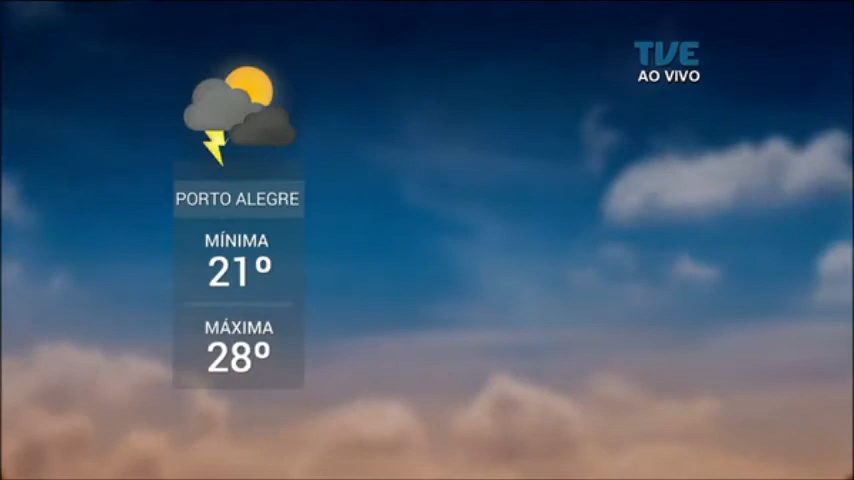 TVE
AO VIVO
PORTO ALEGRE
MÍNIMA
21º
MÁXIMA
28º